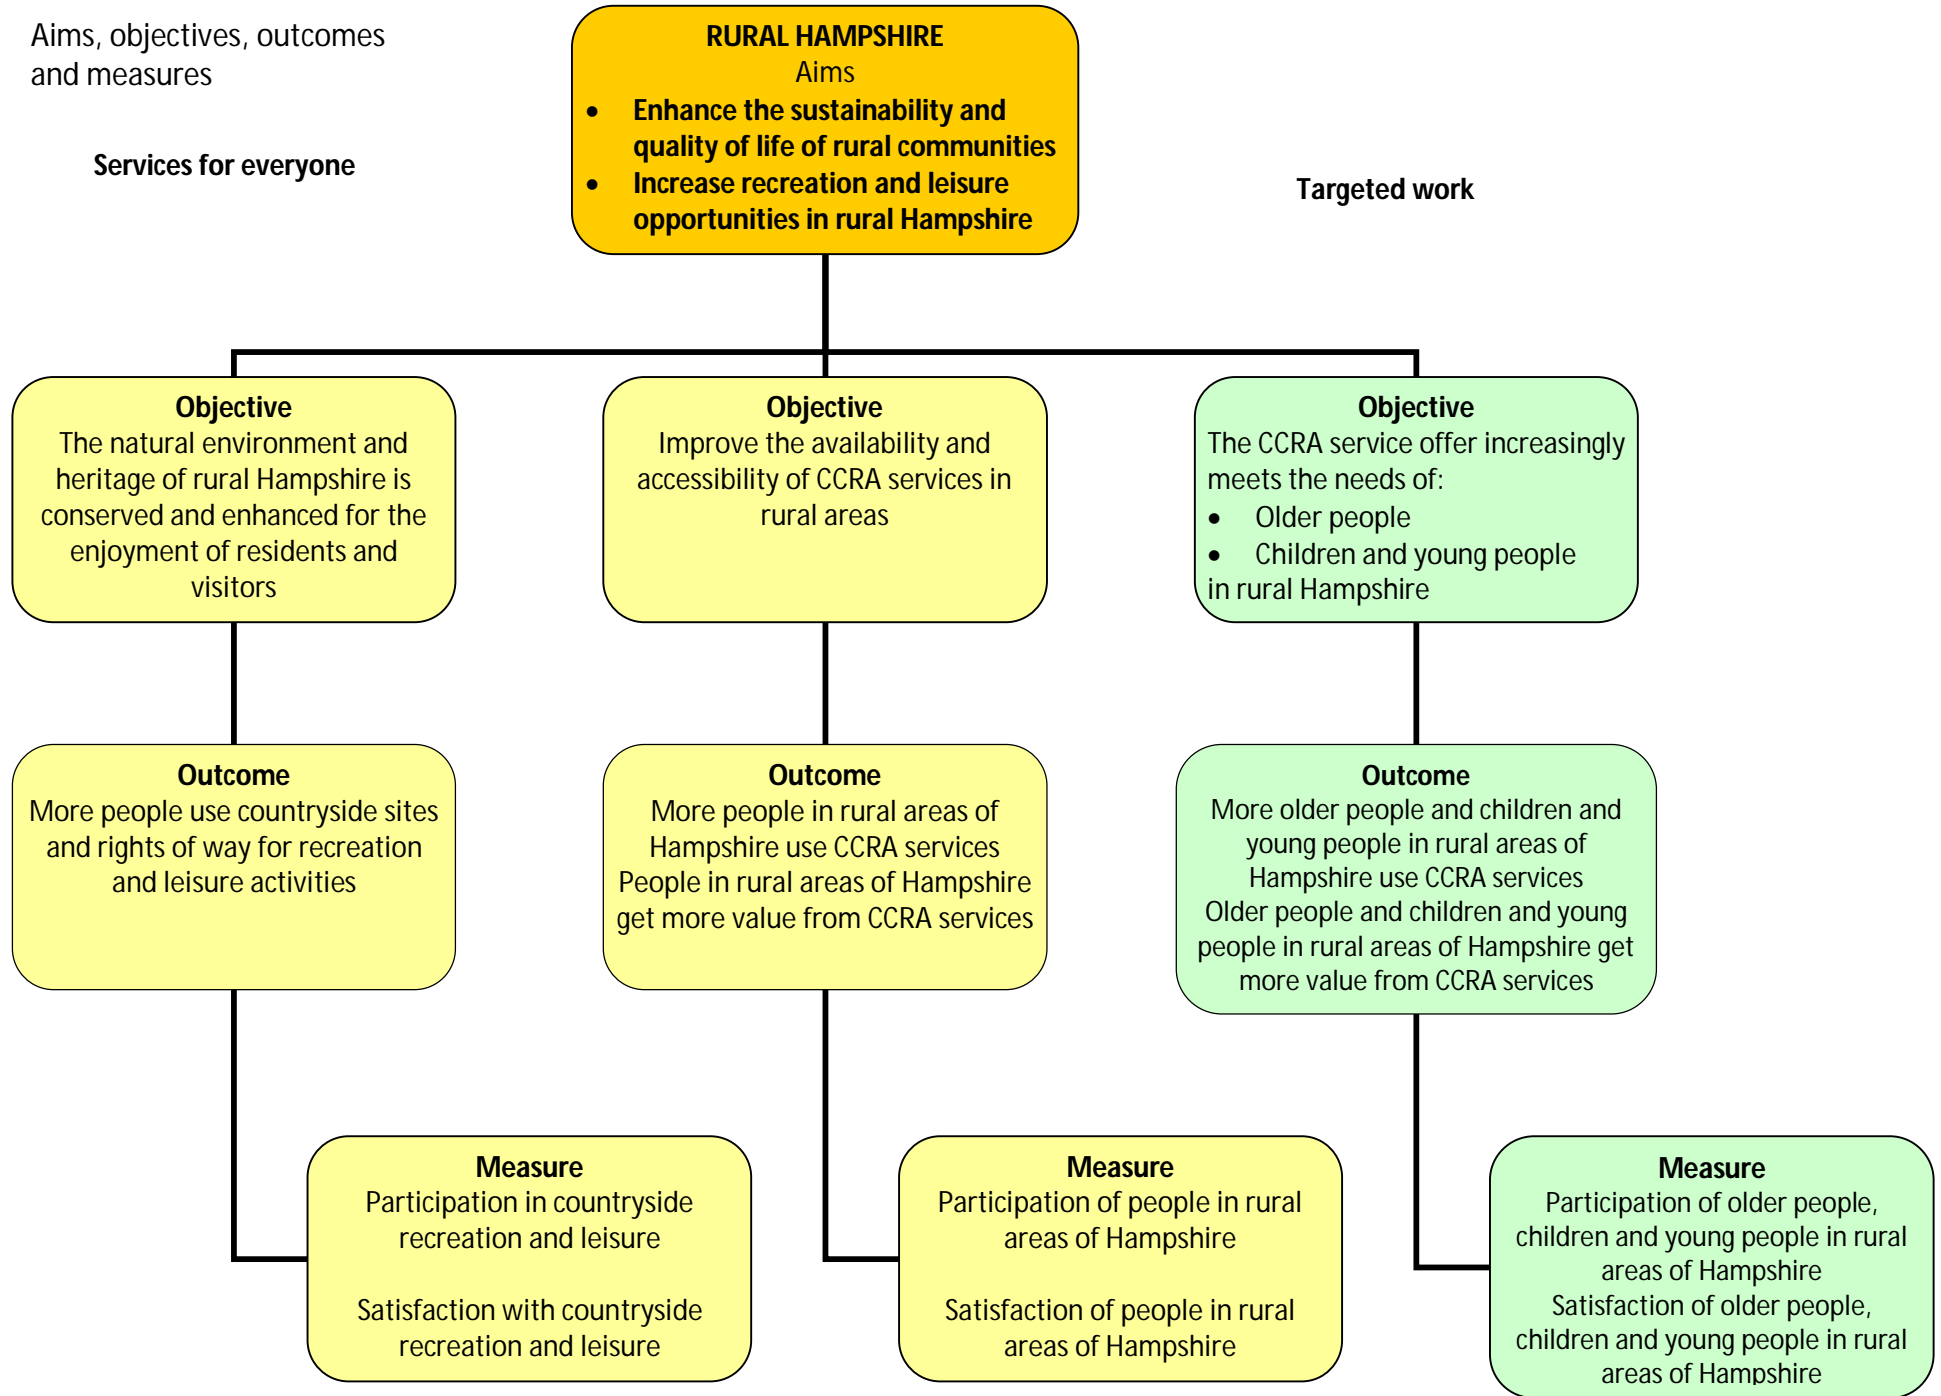 Aims, objectives, outcomes
and measures
Services for everyone
RURAL HAMPSHIRE
Aims
• Enhance the sustainability and
quality of life of rural communities
• Increase recreation and leisure
opportunities in rural Hampshire
Targeted work
Objective
The natural environment and
heritage of rural Hampshire is
conserved and enhanced for the
enjoyment of residents and
visitors
Objective
Improve the availability and
accessibility of CCRA services in
rural areas
Objective
The CCRA service offer increasingly
meets the needs of:
• Older people
• Children and young people
in rural Hampshire
Outcome
More people use countryside sites
and rights of way for recreation
and leisure activities
Outcome
More people in rural areas of
Hampshire use CCRA services
People in rural areas of Hampshire
get more value from CCRA services
Outcome
More older people and children and
young people in rural areas of
Hampshire use CCRA services
Older people and children and young
people in rural areas of Hampshire get
more value from CCRA services
Measure
Participation in countryside
recreation and leisure
Satisfaction with countryside
recreation and leisure
Measure
Participation of people in rural
areas of Hampshire
Satisfaction of people in rural
areas of Hampshire
Measure
Participation of older people,
children and young people in rural
areas of Hampshire
Satisfaction of older people,
children and young people in rural
areas of Hampshire